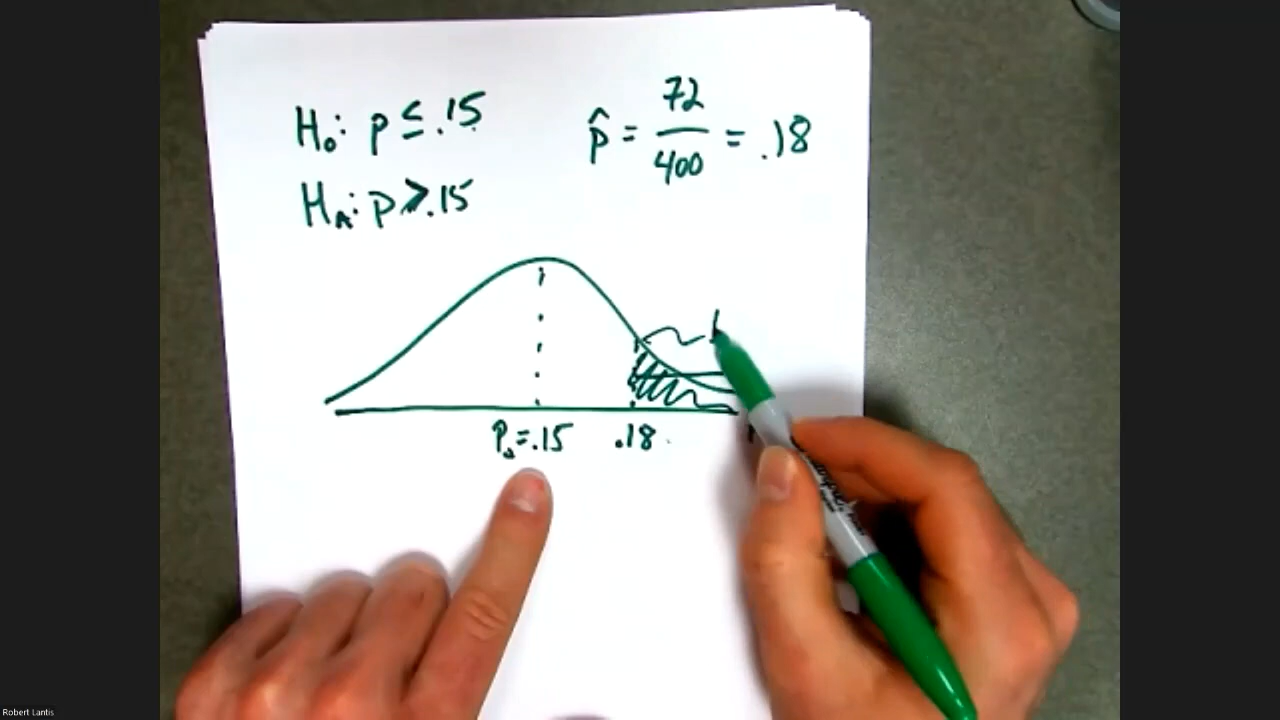 H₀: p ≤ .15
p̂ = 72/400 = .18
Hₐ: p > .15
P₀ = .15 .18
Robert Lantis